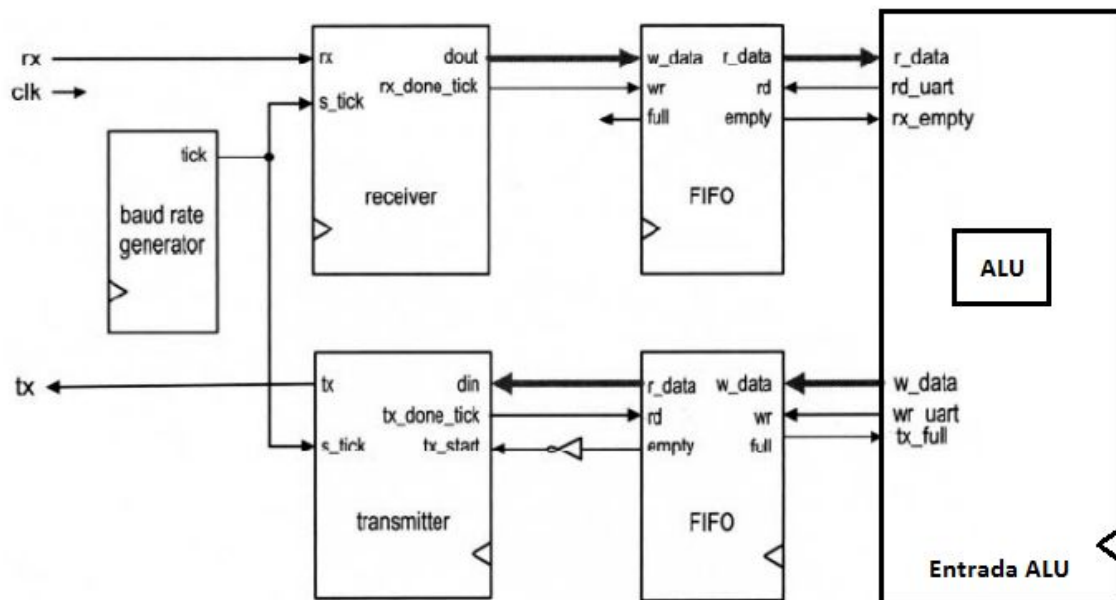 rx
clk
rx
dout
rx_done_tick
s_tick
receiver
w_data
r_data
wr
rd
full
empty
FIFO
r_data
rd_uart
rx_empty
tick
baud rate
generator
ALU
tx
tx
din
tx_done_tick
s_tick
tx_start
transmitter
r_data
w_data
rd
wr
empty
full
FIFO
w_data
wr_uart
tx_full
Entrada ALU